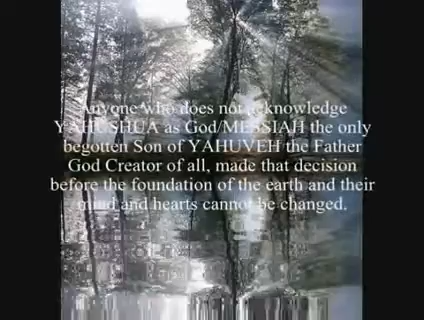 Anyone who does not acknowledge
YAHUSHUA as God/MESSIAH the only
begotten Son of YAHUVEH the Father
God Creator of all, made that decision
before the foundation of the earth and their
mind and hearts cannot be changed.